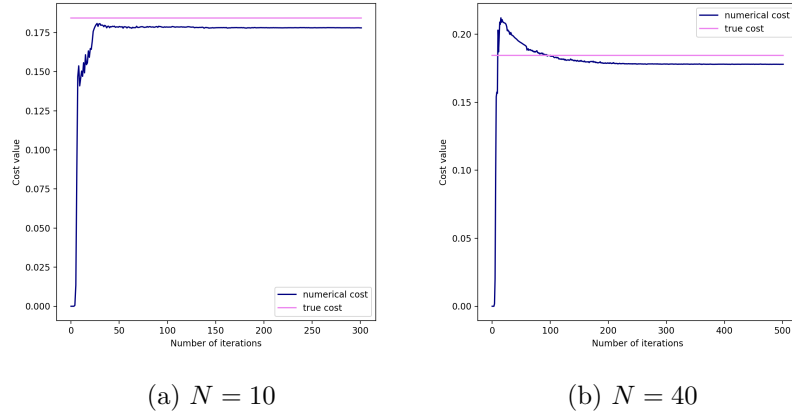 0.175
0.150
0.125
0.100
0.075
0.050
0.025
0.000
Cost value
0 50 100 150 200 250 300
Number of iterations
numerical cost
true cost
(a) N = 10
numerical cost
true cost
0.20
0.15
0.10
0.05
0.00
Cost value
0 100 200 300 400 500
Number of iterations
(b) N = 40